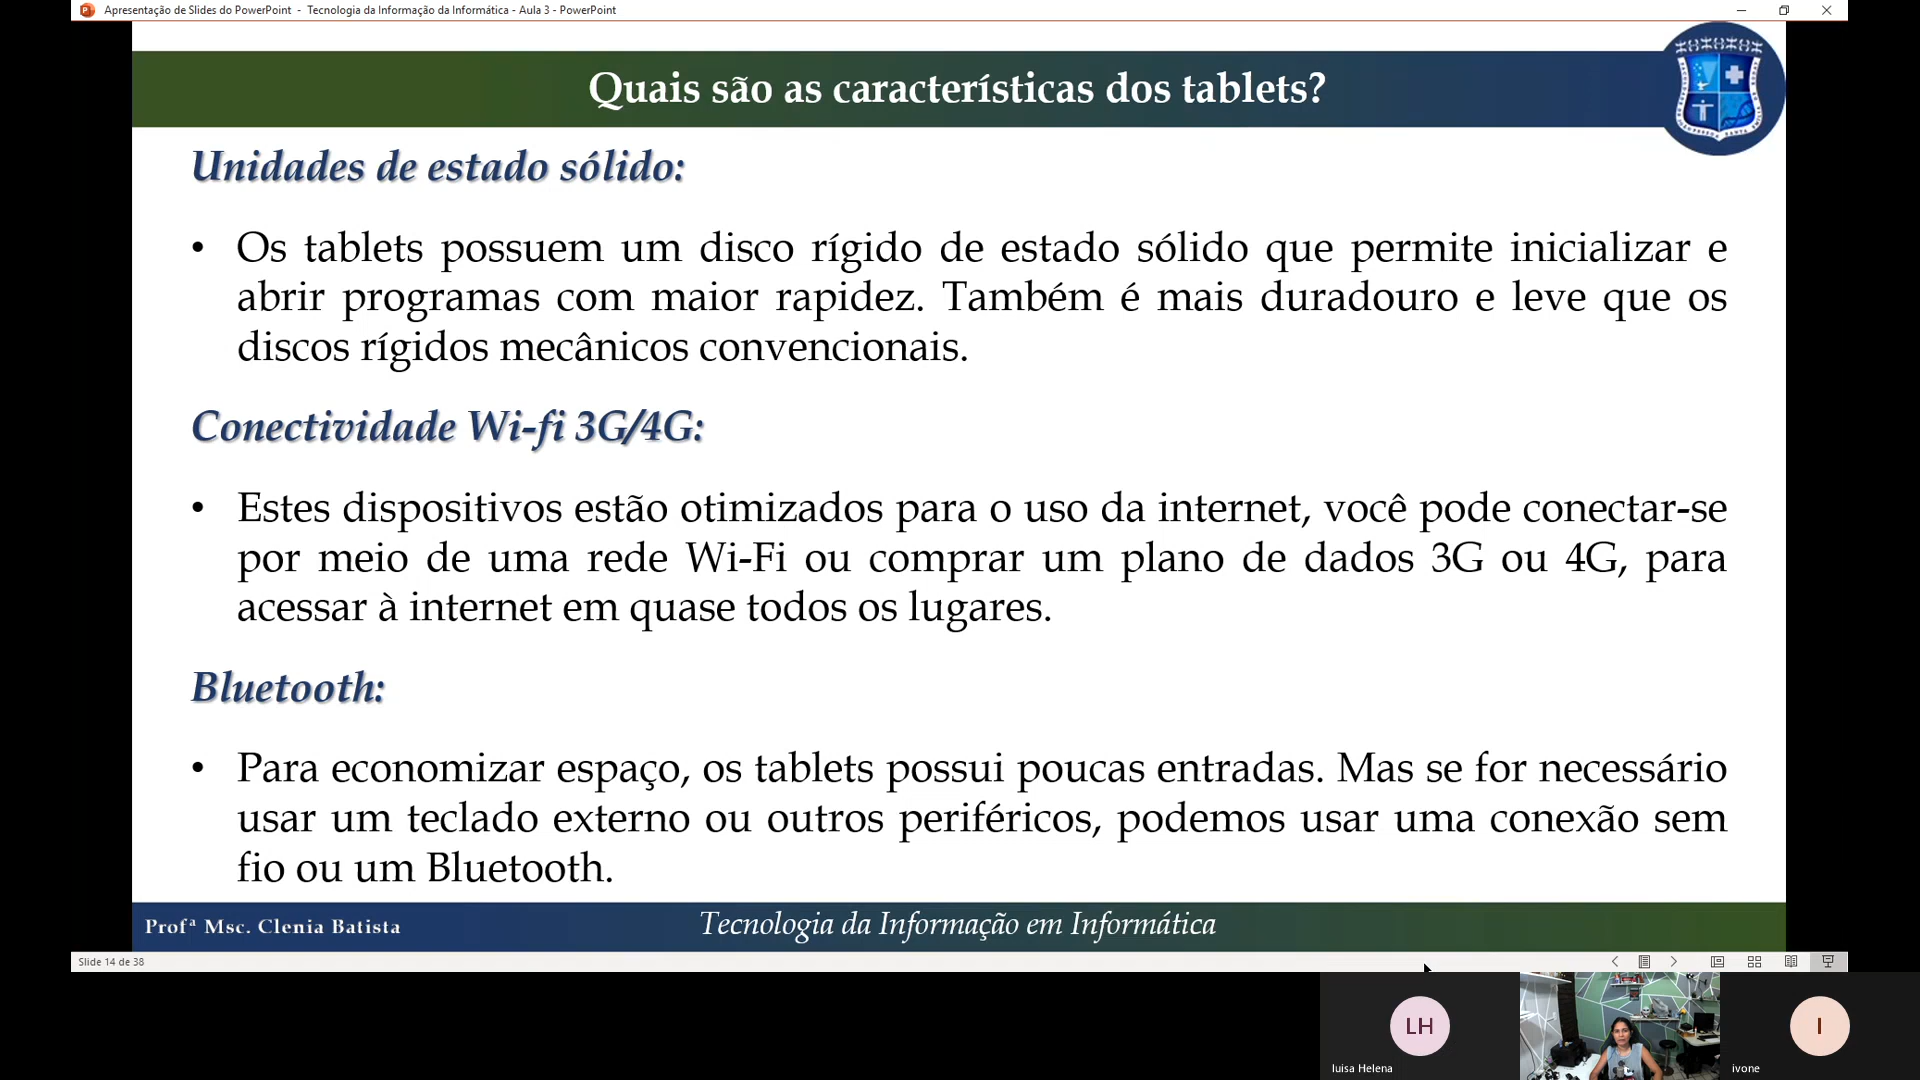 Apresentação de Slides do PowerPoint - Tecnologia da Informação da Informática - Aula 3 - PowerPoint
Quais são as características dos tablets?
Unidades de estado sólido:
• Os tablets possuem um disco rígido de estado sólido que permite inicializar e
abrir programas com maior rapidez. Também é mais duradouro e leve que os
discos rígidos mecânicos convencionais.
Conectividade Wi-fi 3G/4G:
• Estes dispositivos estão otimizados para o uso da internet, você pode conectar-se
por meio de uma rede Wi-Fi ou comprar um plano de dados 3G ou 4G, para
acessar à internet em quase todos os lugares.
Bluetooth:
• Para economizar espaço, os tablets possui poucas entradas. Mas se for necessário
usar um teclado externo ou outros periféricos, podemos usar uma conexão sem
fio ou um Bluetooth.
Profª Msc. Clenia Batista
Tecnologia da Informação em Informática
Slide 14 de 38
LH
luisa Helena
I
ivone